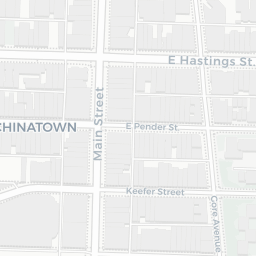 E Hastings St.
Main Street
CHINATOWN
E Pender St.
Keefer Street
Gore Avenue